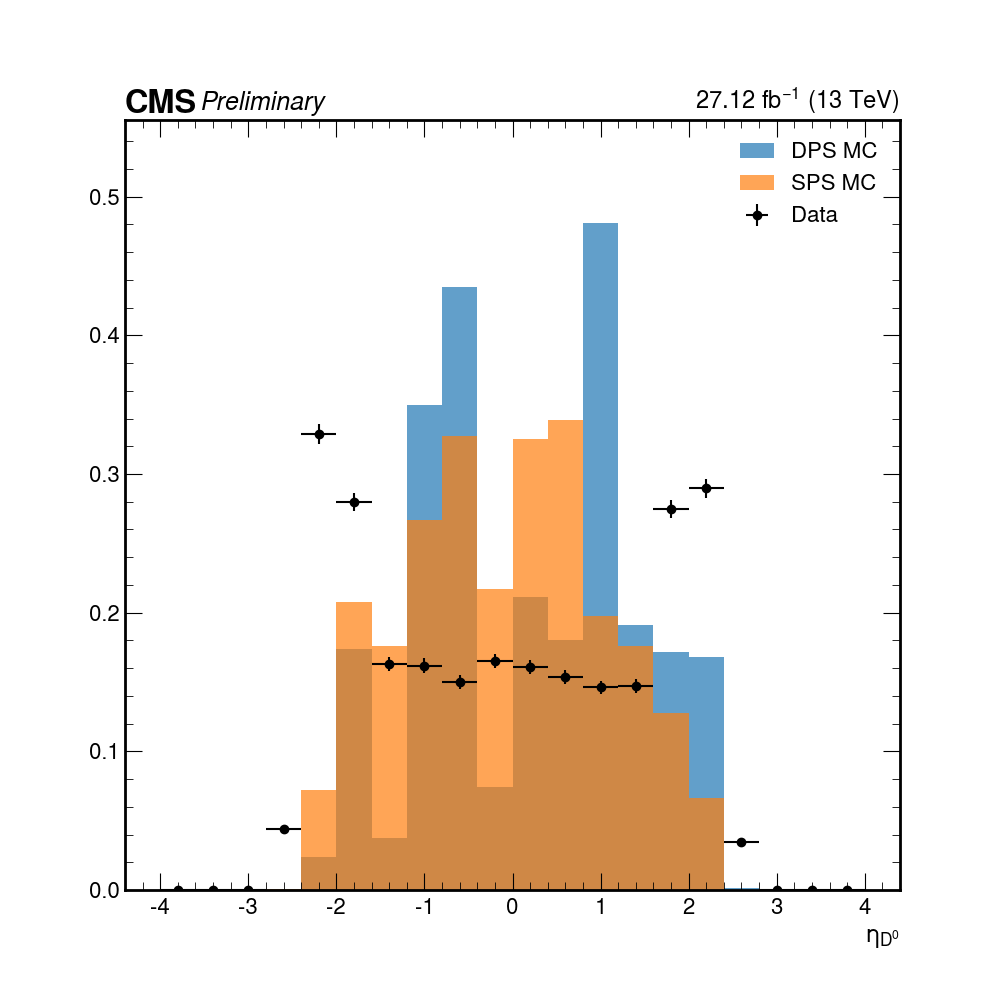 CMS Preliminary 27.12 fb⁻¹ (13 TeV)
DPS MC
SPS MC
Data
0.5
0.4
0.3
0.2
0.1
0.0
-4 -3 -2 -1 0 1 2 3 4
η_D⁰